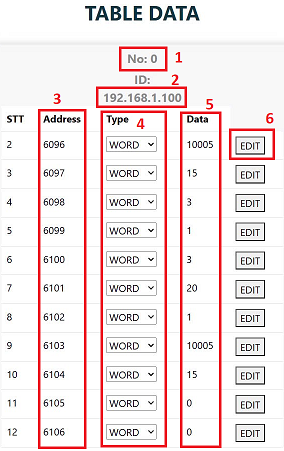 TABLE DATA
No: 0 1
ID: 2
192.168.1.100
3 4 5 6
STT Address Type Data
2 6096 WORD 10005 EDIT
3 6097 WORD 15 EDIT
4 6098 WORD 3 EDIT
5 6099 WORD 1 EDIT
6 6100 WORD 3 EDIT
7 6101 WORD 20 EDIT
8 6102 WORD 1 EDIT
9 6103 WORD 10005 EDIT
10 6104 WORD 15 EDIT
11 6105 WORD 0 EDIT
12 6106 WORD 0 EDIT